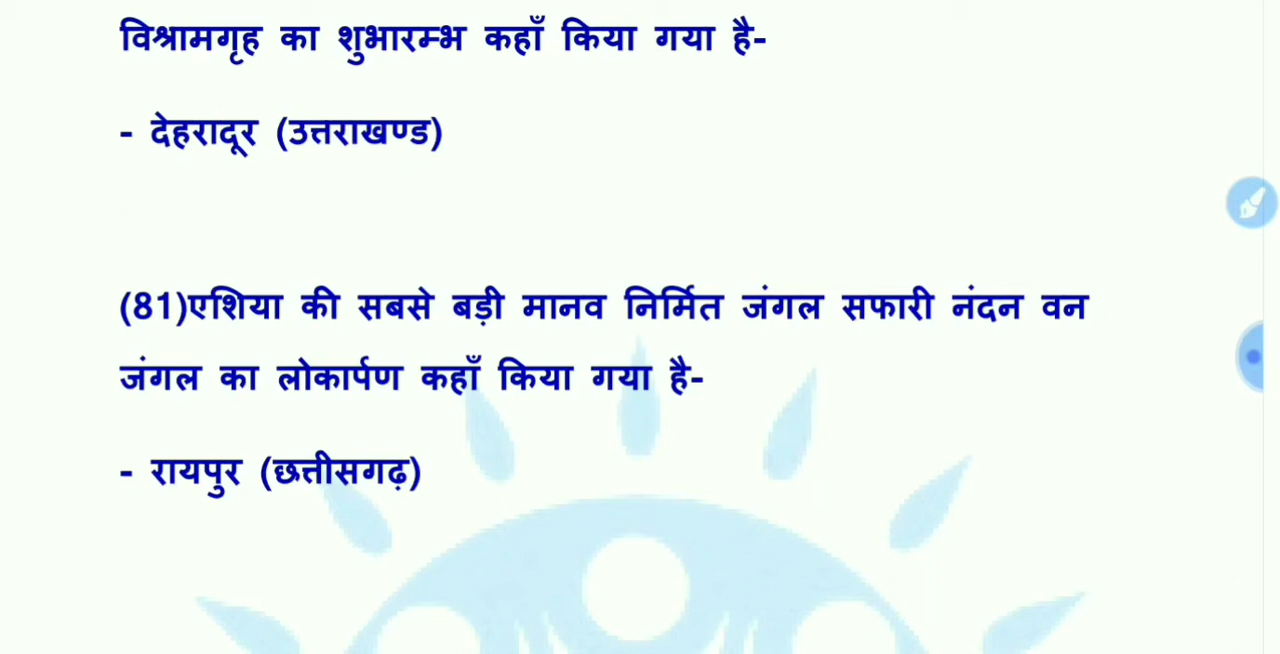 विश्रामगृह का शुभारम्भ कहाँ किया गया है-
- देहरादूर (उत्तराखण्ड)
(81)एशिया की सबसे बड़ी मानव निर्मित जंगल सफारी नंदन वन
जंगल का लोकार्पण कहाँ किया गया है-
- रायपुर (छत्तीसगढ़)